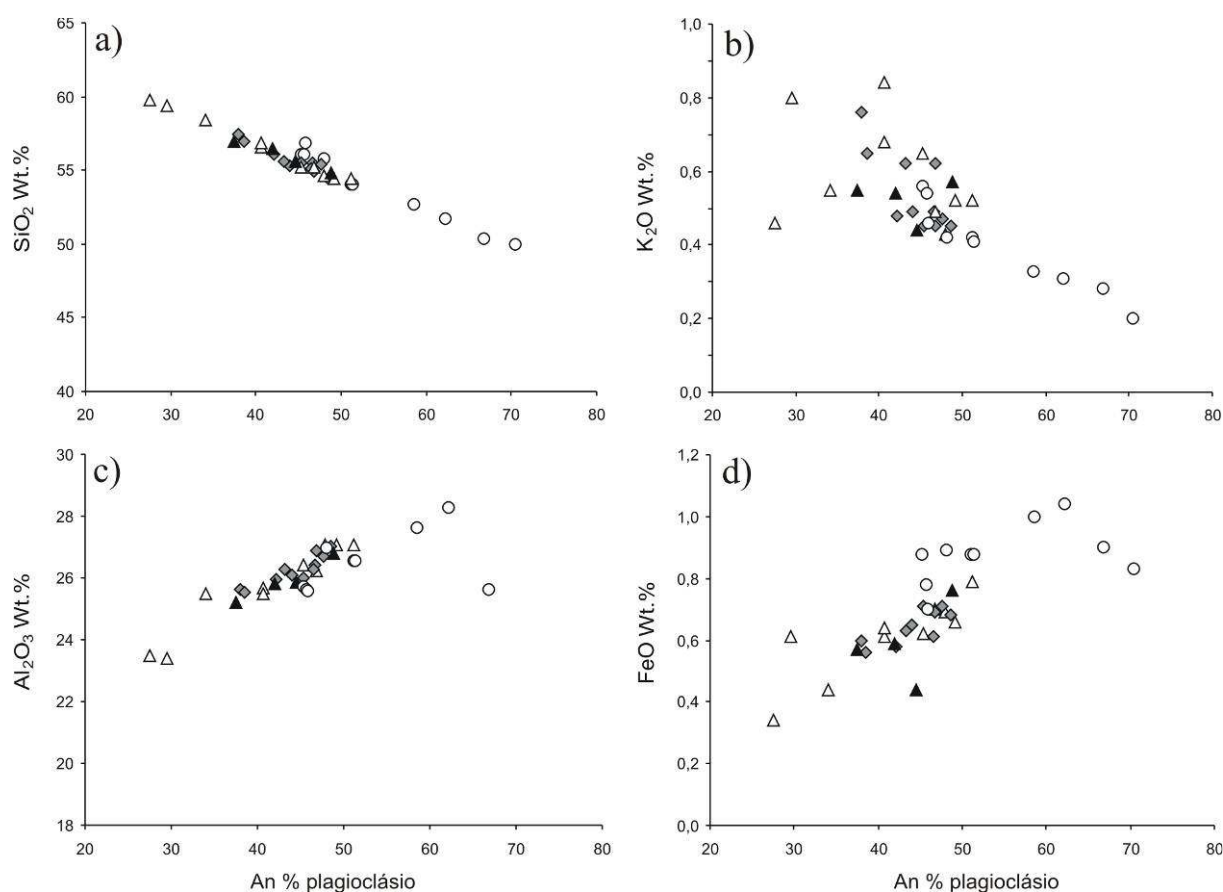 a)
SiO2 Wt.%
65
60
55
50
45
40
20 30 40 50 60 70 80
b)
K2O Wt.%
1,0
0,8
0,6
0,4
0,2
0,0
20 30 40 50 60 70 80
c)
Al2O3 Wt.%
30
28
26
24
22
20
18
20 30 40 50 60 70 80
An % plagioclásio
d)
FeO Wt.%
1,2
1,0
0,8
0,6
0,4
0,2
0,0
20 30 40 50 60 70 80
An % plagioclásio